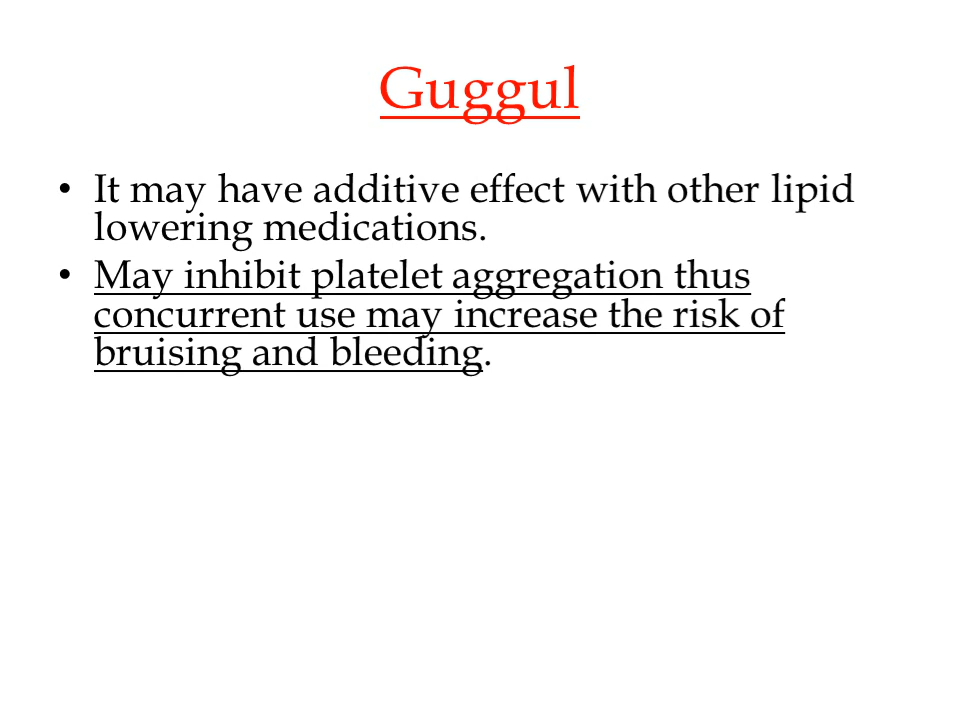 Guggul
• It may have additive effect with other lipid
lowering medications.
• May inhibit platelet aggregation thus
concurrent use may increase the risk of
bruising and bleeding.